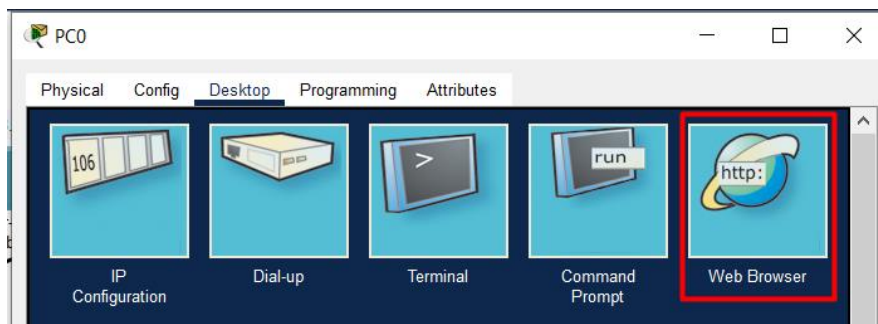 PC0
Physical Config Desktop Programming Attributes
106
>
run
http:
IP
Configuration
Dial-up
Terminal
Command
Prompt
Web Browser